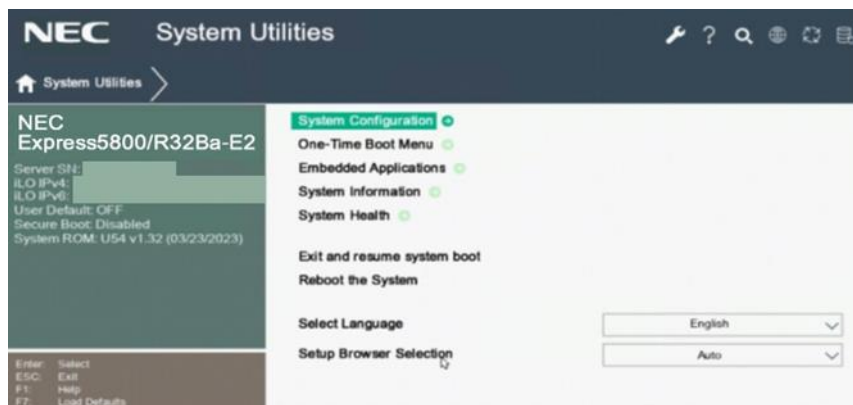 NEC System Utilities
System Utilities
NEC
Express5800/R32Ba-E2
Server SN:
iLO IPv4:
iLO IPv6:
User Default: OFF
Secure Boot: Disabled
System ROM: U54 v1.32 (03/23/2023)
Enter: Select
ESC: Exit
F1: Help
F7: Load Defaults
System Configuration
One-Time Boot Menu
Embedded Applications
System Information
System Health
Exit and resume system boot
Reboot the System
Select Language English
Setup Browser Selection Auto